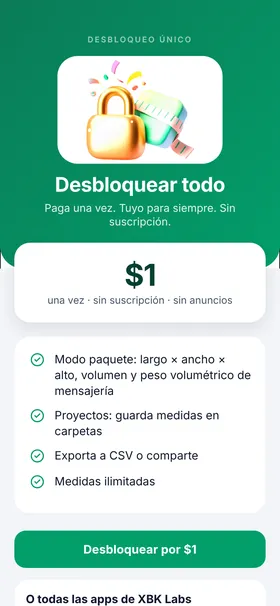 DESBLOQUEO ÚNICO
Desbloquear todo
Paga una vez. Tuyo para siempre. Sin
suscripción.
$1
una vez · sin suscripción · sin anuncios
Modo paquete: largo × ancho ×
alto, volumen y peso volumétrico de
mensajería
Proyectos: guarda medidas en
carpetas
Exporta a CSV o comparte
Medidas ilimitadas
Desbloquear por $1
O todas las apps de XBK Labs